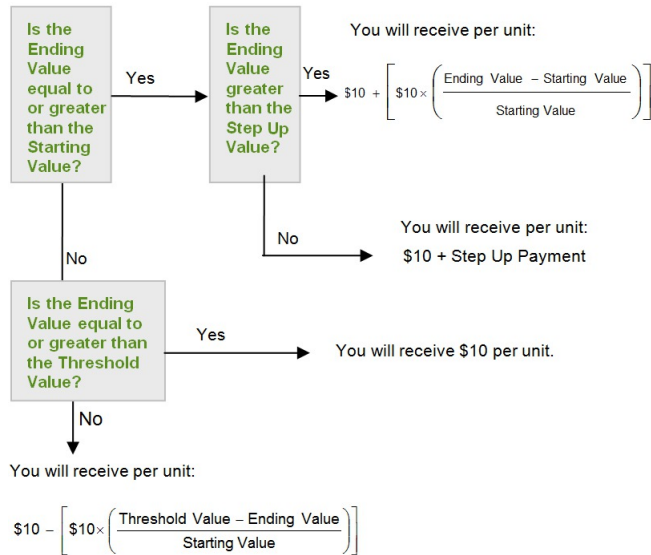 Is the
Ending
Value
equal to
or greater
than the
Starting
Value?
Yes
Is the
Ending
Value
greater
than the
Step Up
Value?
Yes
You will receive per unit:
$10 + [ $10 × ( Ending Value – Starting Value
Starting Value ) ]
No
You will receive per unit:
$10 + Step Up Payment
No
Is the Ending
Value equal to
or greater than
the Threshold
Value?
Yes
You will receive $10 per unit.
No
You will receive per unit:
$10 – [ $10× ( Threshold Value – Ending Value
Starting Value ) ]